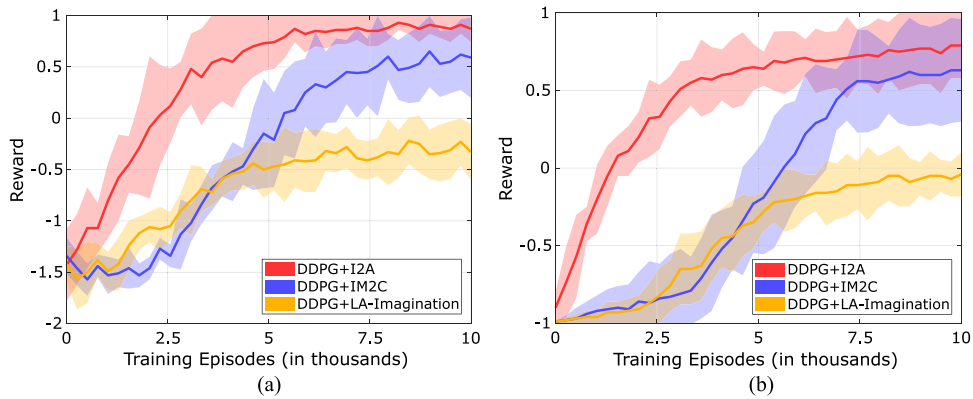 1
0.5
0
-0.5
-1
-1.5
-2
Reward
DDPG+I2A
DDPG+IM2C
DDPG+LA-Imagination
0 2.5 5 7.5 10
Training Episodes (in thousands)
(a)
1
0.5
0
-0.5
-1
Reward
DDPG+I2A
DDPG+IM2C
DDPG+LA-Imagination
0 2.5 5 7.5 10
Training Episodes (in thousands)
(b)